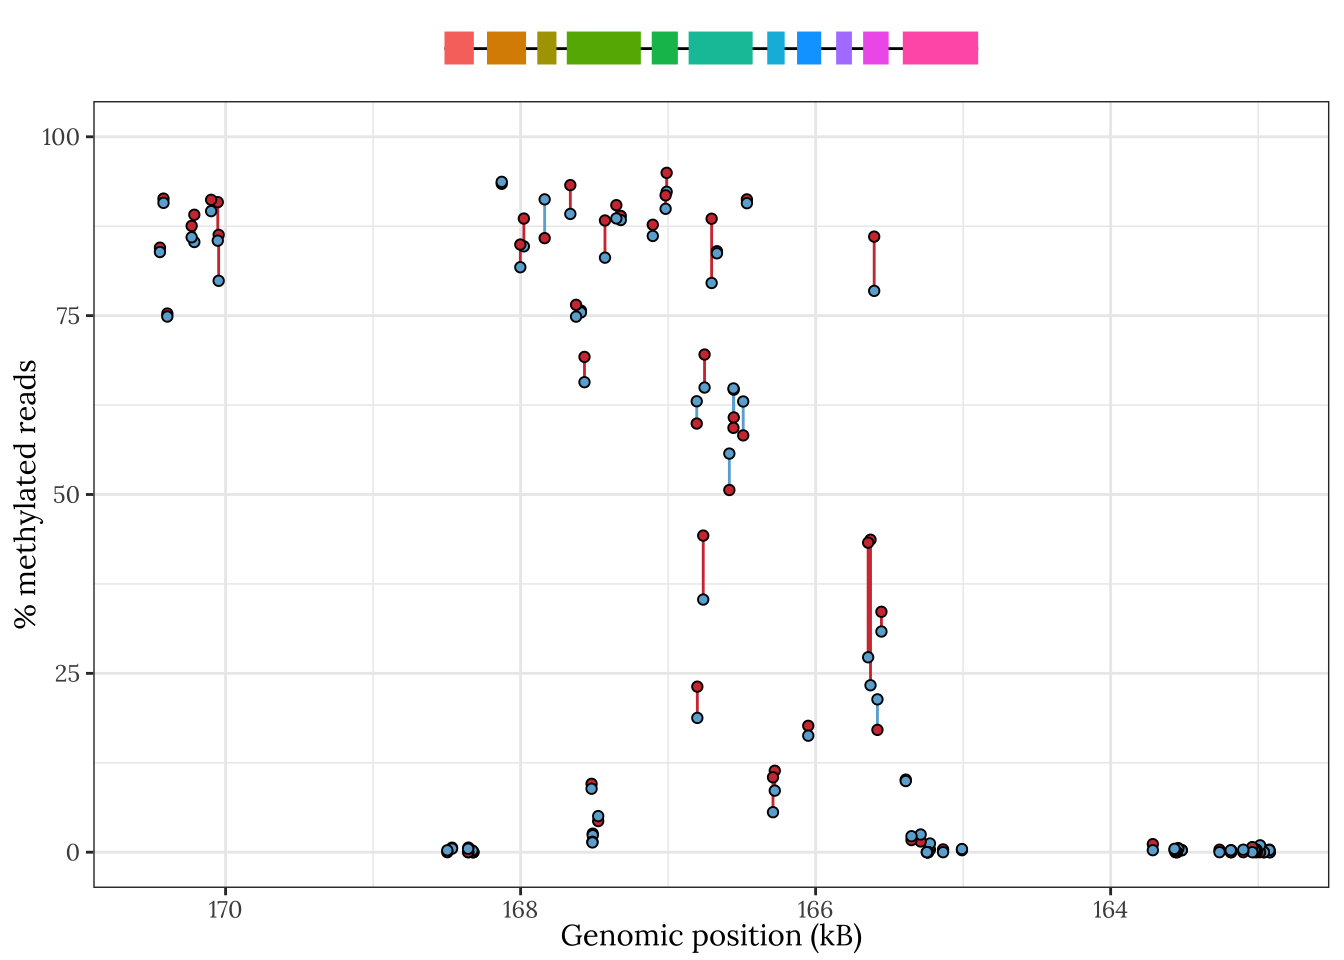 100
75
50
25
0
% methylated reads
170 168 166 164
Genomic position (kB)